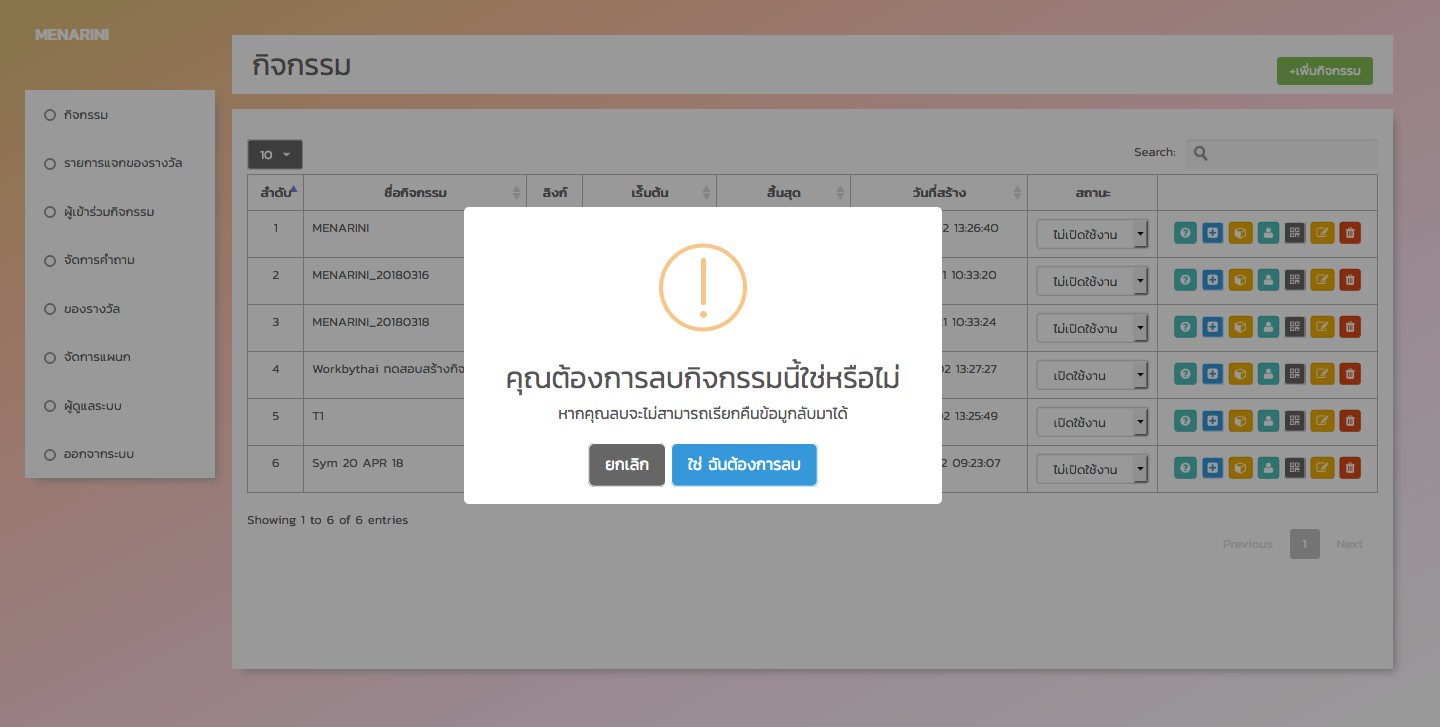 MENARINI
กิจกรรม
+เพิ่มกิจกรรม
กิจกรรม
รายการแจกของรางวัล
ผู้เข้าร่วมกิจกรรม
จัดการคำถาม
ของรางวัล
จัดการแผนก
ผู้ดูแลระบบ
ออกจากระบบ
10
Search:
ลำดับ ชื่อกิจกรรม ลิงก์ เริ่มต้น สิ้นสุด วันที่สร้าง สถานะ
1 MENARINI 13:26:40 ไม่เปิดใช้งาน
2 MENARINI_20180316 10:33:20 ไม่เปิดใช้งาน
3 MENARINI_20180318 10:33:24 ไม่เปิดใช้งาน
4 Workbythai ทดสอบสร้างกิจ 13:27:27 เปิดใช้งาน
5 T1 13:25:49 เปิดใช้งาน
6 Sym 20 APR 18 09:23:07 ไม่เปิดใช้งาน
คุณต้องการลบกิจกรรมนี้ใช่หรือไม่
หากคุณลบจะไม่สามารถเรียกคืนข้อมูกลับมาได้
ยกเลิก ใช่ ฉันต้องการลบ
Showing 1 to 6 of 6 entries
Previous 1 Next